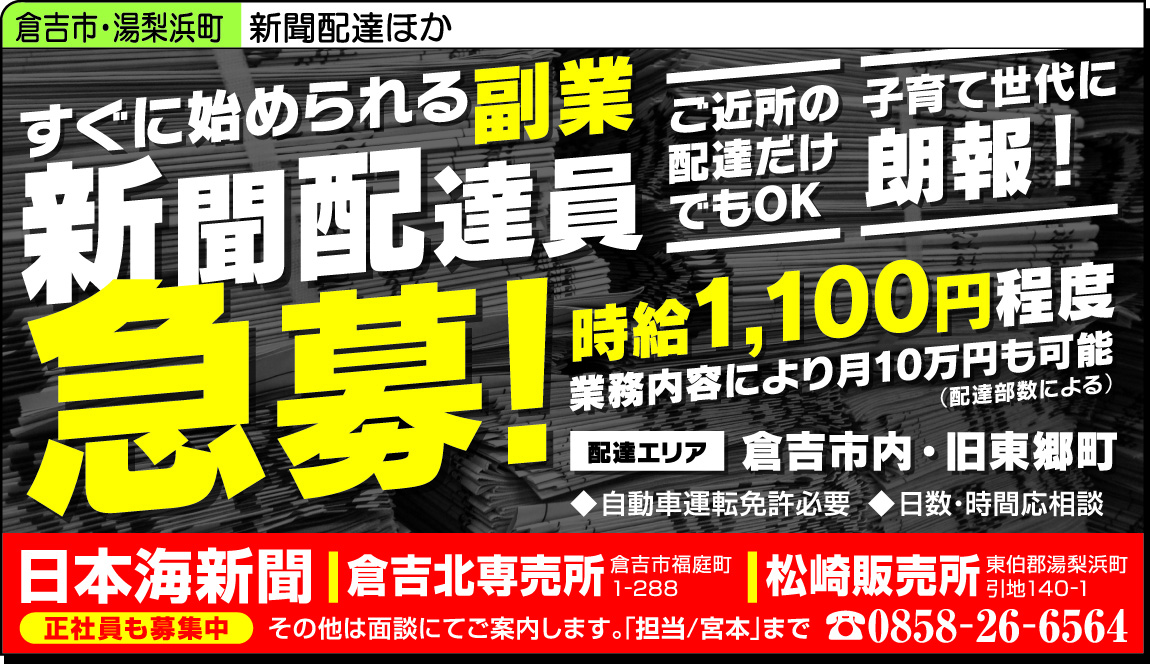 倉吉市・湯梨浜町 新聞配達ほか
すぐに始められる副業
新聞配達員
急募!
ご近所の
配達だけ
でもOK
子育て世代に
朗報!
時給1,100円程度
業務内容により月10万円も可能
(配達部数による)
配達エリア 倉吉市内・旧東郷町
◆自動車運転免許必要 ◆日数・時間応相談
日本海新聞
倉吉北専売所 倉吉市福庭町
1-288
松崎販売所 東伯郡湯梨浜町
引地140-1
正社員も募集中 その他は面談にてご案内します。「担当/宮本」まで ☎0858-26-6564